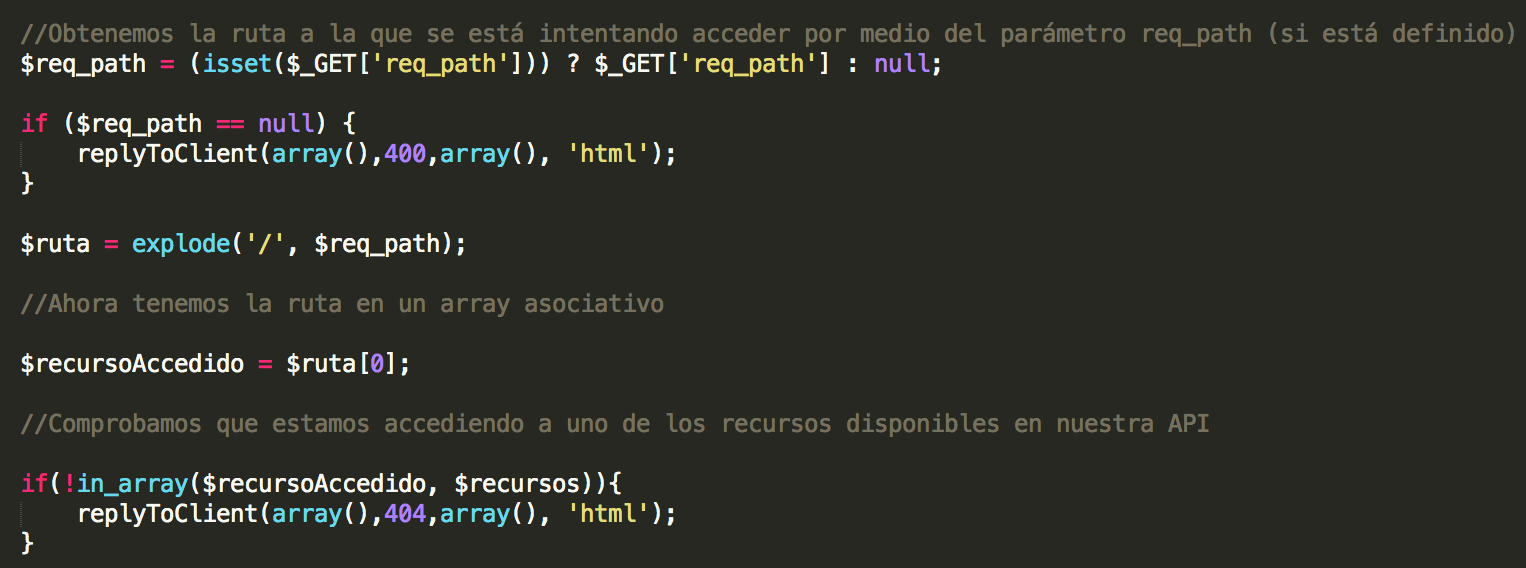 //Obtenemos la ruta a la que se está intentando acceder por medio del parámetro req_path (si está definido)
$req_path = (isset($_GET['req_path'])) ? $_GET['req_path'] : null;
if ($req_path == null) {
replyToClient(array(),400,array(), 'html');
}
$ruta = explode('/', $req_path);
//Ahora tenemos la ruta en un array asociativo
$recursoAccedido = $ruta[0];
//Comprobamos que estamos accediendo a uno de los recursos disponibles en nuestra API
if(!in_array($recursoAccedido, $recursos)){
replyToClient(array(),404,array(), 'html');
}